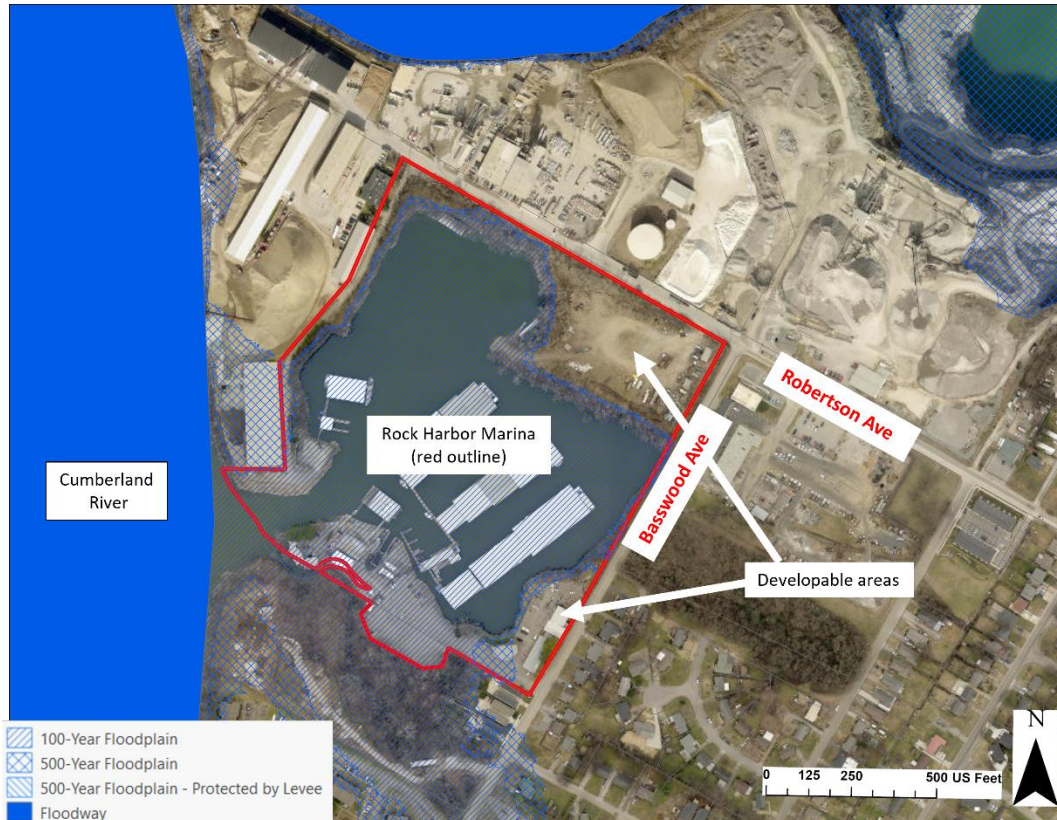 Robertson Ave
Rock Harbor Marina
(red outline)
Basswood Ave
Cumberland
River
Developable areas
100-Year Floodplain
500-Year Floodplain
500-Year Floodplain - Protected by Levee
Floodway
0 125 250 500 US Feet
N